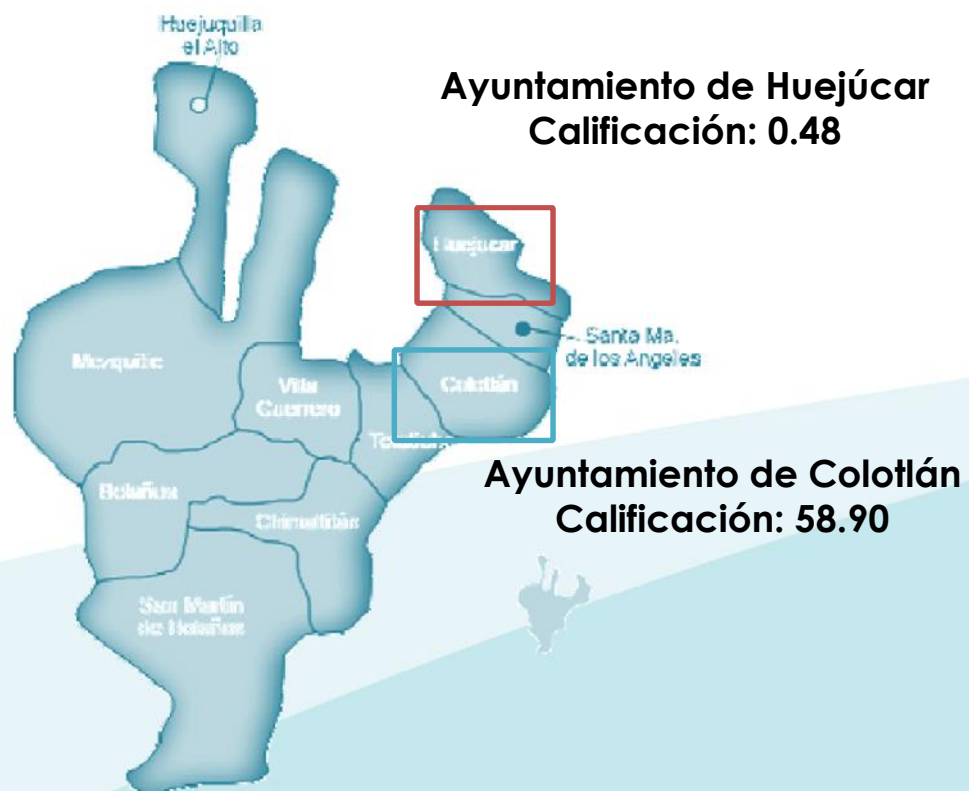 Huejuquilla
el Alto
Ayuntamiento de Huejúcar
Calificación: 0.48
Huejucar
Santa Ma.
de los Angeles
Mezquitic
Villa
Guerrero
Colotlán
Ayuntamiento de Colotlán
Calificación: 58.90
Bolaños
Chimaltitán
San Martín
de Bolaños